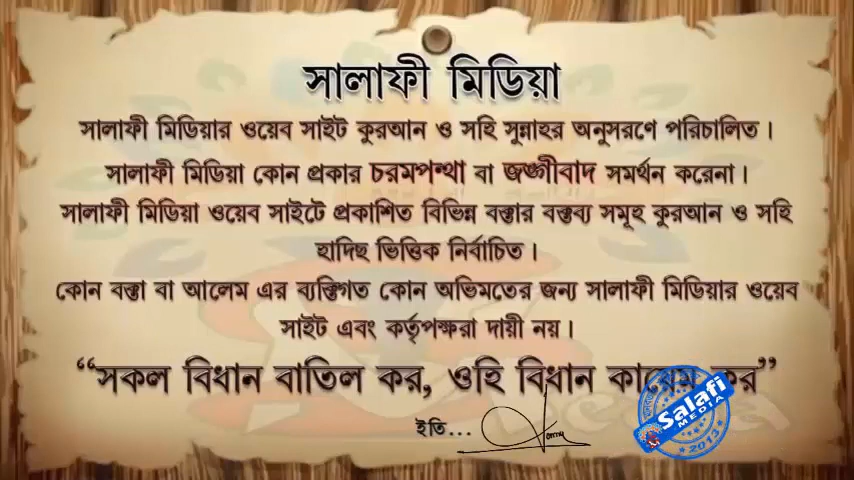 সালাফী মিডিয়া
সালাফী মিডিয়ার ওয়েব সাইট কুরআন ও সহি সুন্নাহর অনুসরণে পরিচালিত।
সালাফী মিডিয়া কোন প্রকার চরমপন্থা বা জঙ্গীবাদ সমর্থন করেনা।
সালাফী মিডিয়া ওয়েব সাইটে প্রকাশিত বিভিন্ন বক্তার বক্তব্য সমূহ কুরআন ও সহি
হাদিছ ভিত্তিক নির্বাচিত।
কোন বক্তা বা আলেম এর ব্যক্তিগত কোন অভিমতের জন্য সালাফী মিডিয়ার ওয়েব
সাইট এবং কর্তৃপক্ষরা দায়ী নয়।
“সকল বিধান বাতিল কর, ওহি বিধান কায়েম কর”
ইতি...
Salafi
MEDIA
2013